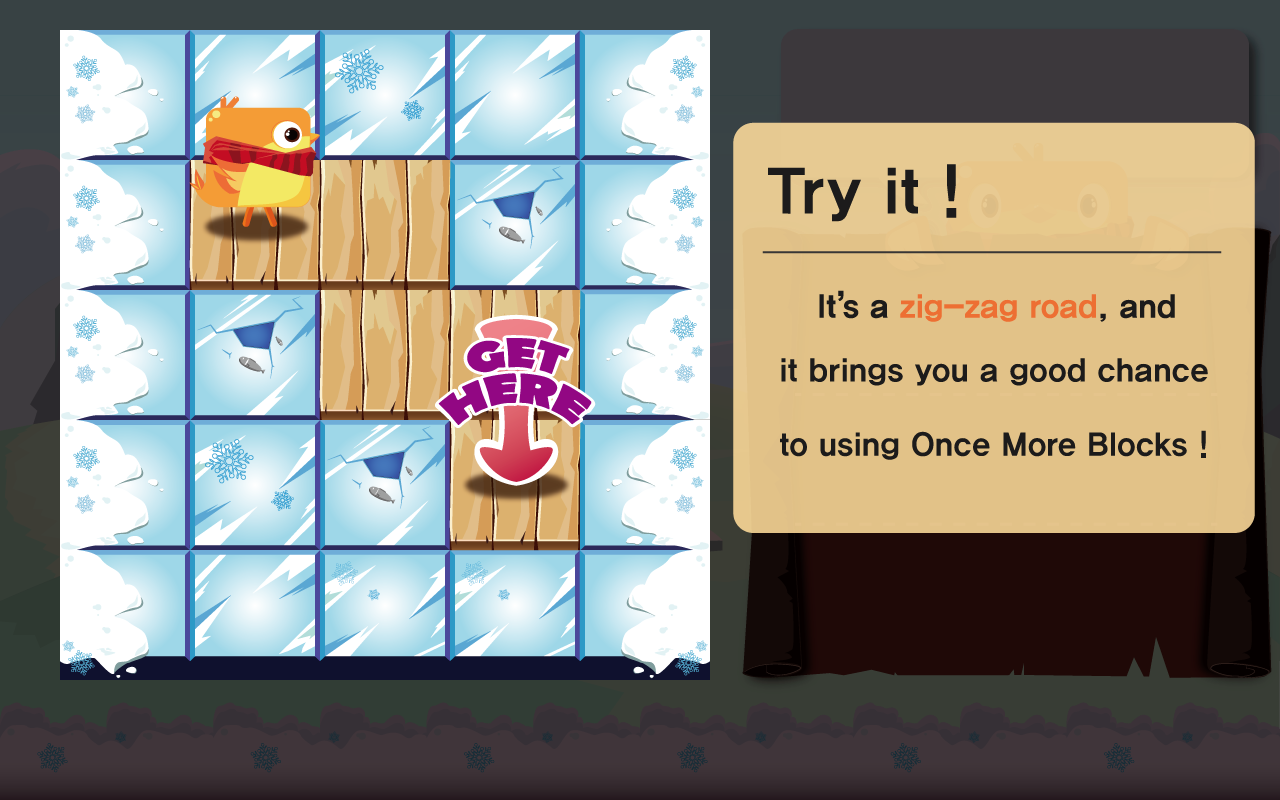 GET
HERE
Try it !
It's a zig-zag road, and
it brings you a good chance
to using Once More Blocks !